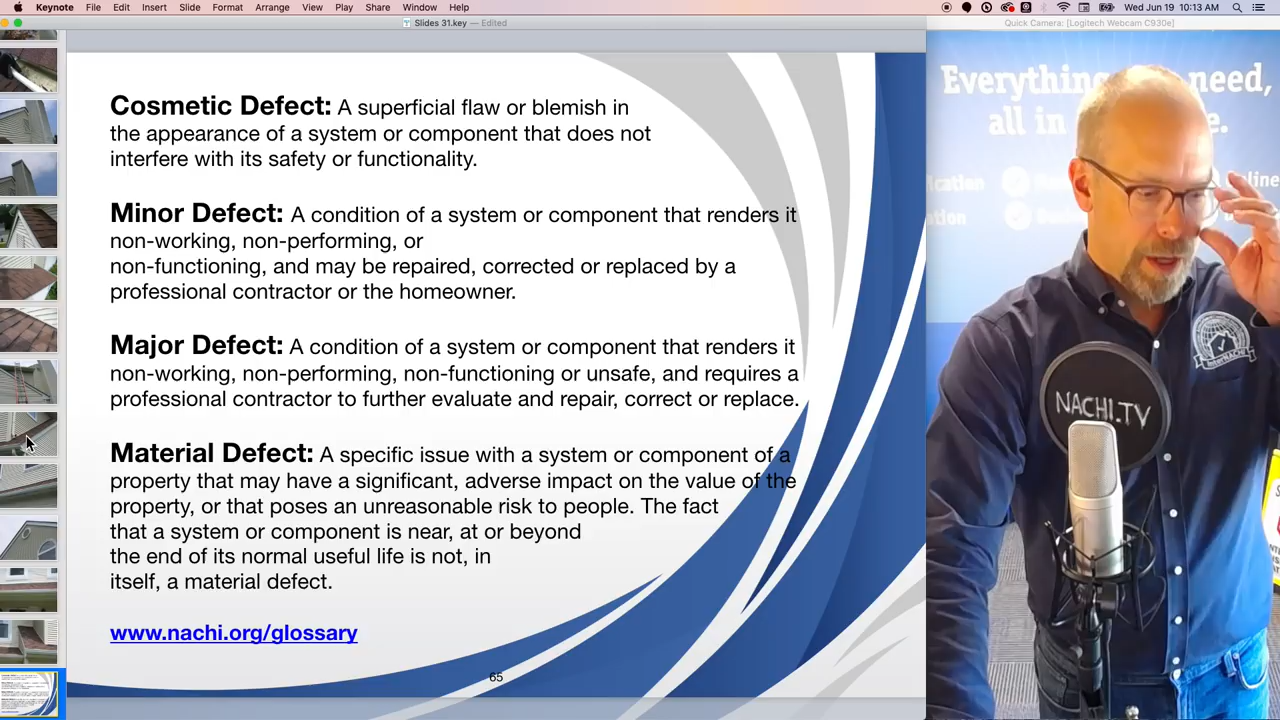 Keynote File Edit Insert Slide Format Arrange View Play Share Window Help Wed Jun 19 10:13 AM
Slides 31.key — Edited
Quick Camera: [Logitech Webcam C930e]
Cosmetic Defect: A superficial flaw or blemish in
the appearance of a system or component that does not
interfere with its safety or functionality.
Minor Defect: A condition of a system or component that renders it
non-working, non-performing, or
non-functioning, and may be repaired, corrected or replaced by a
professional contractor or the homeowner.
Major Defect: A condition of a system or component that renders it
non-working, non-performing, non-functioning or unsafe, and requires a
professional contractor to further evaluate and repair, correct or replace.
Material Defect: A specific issue with a system or component of a
property that may have a significant, adverse impact on the value of the
property, or that poses an unreasonable risk to people. The fact
that a system or component is near, at or beyond
the end of its normal useful life is not, in
itself, a material defect.
www.nachi.org/glossary
65
Everything need,
all in
NACHI.TV
InterNACHI